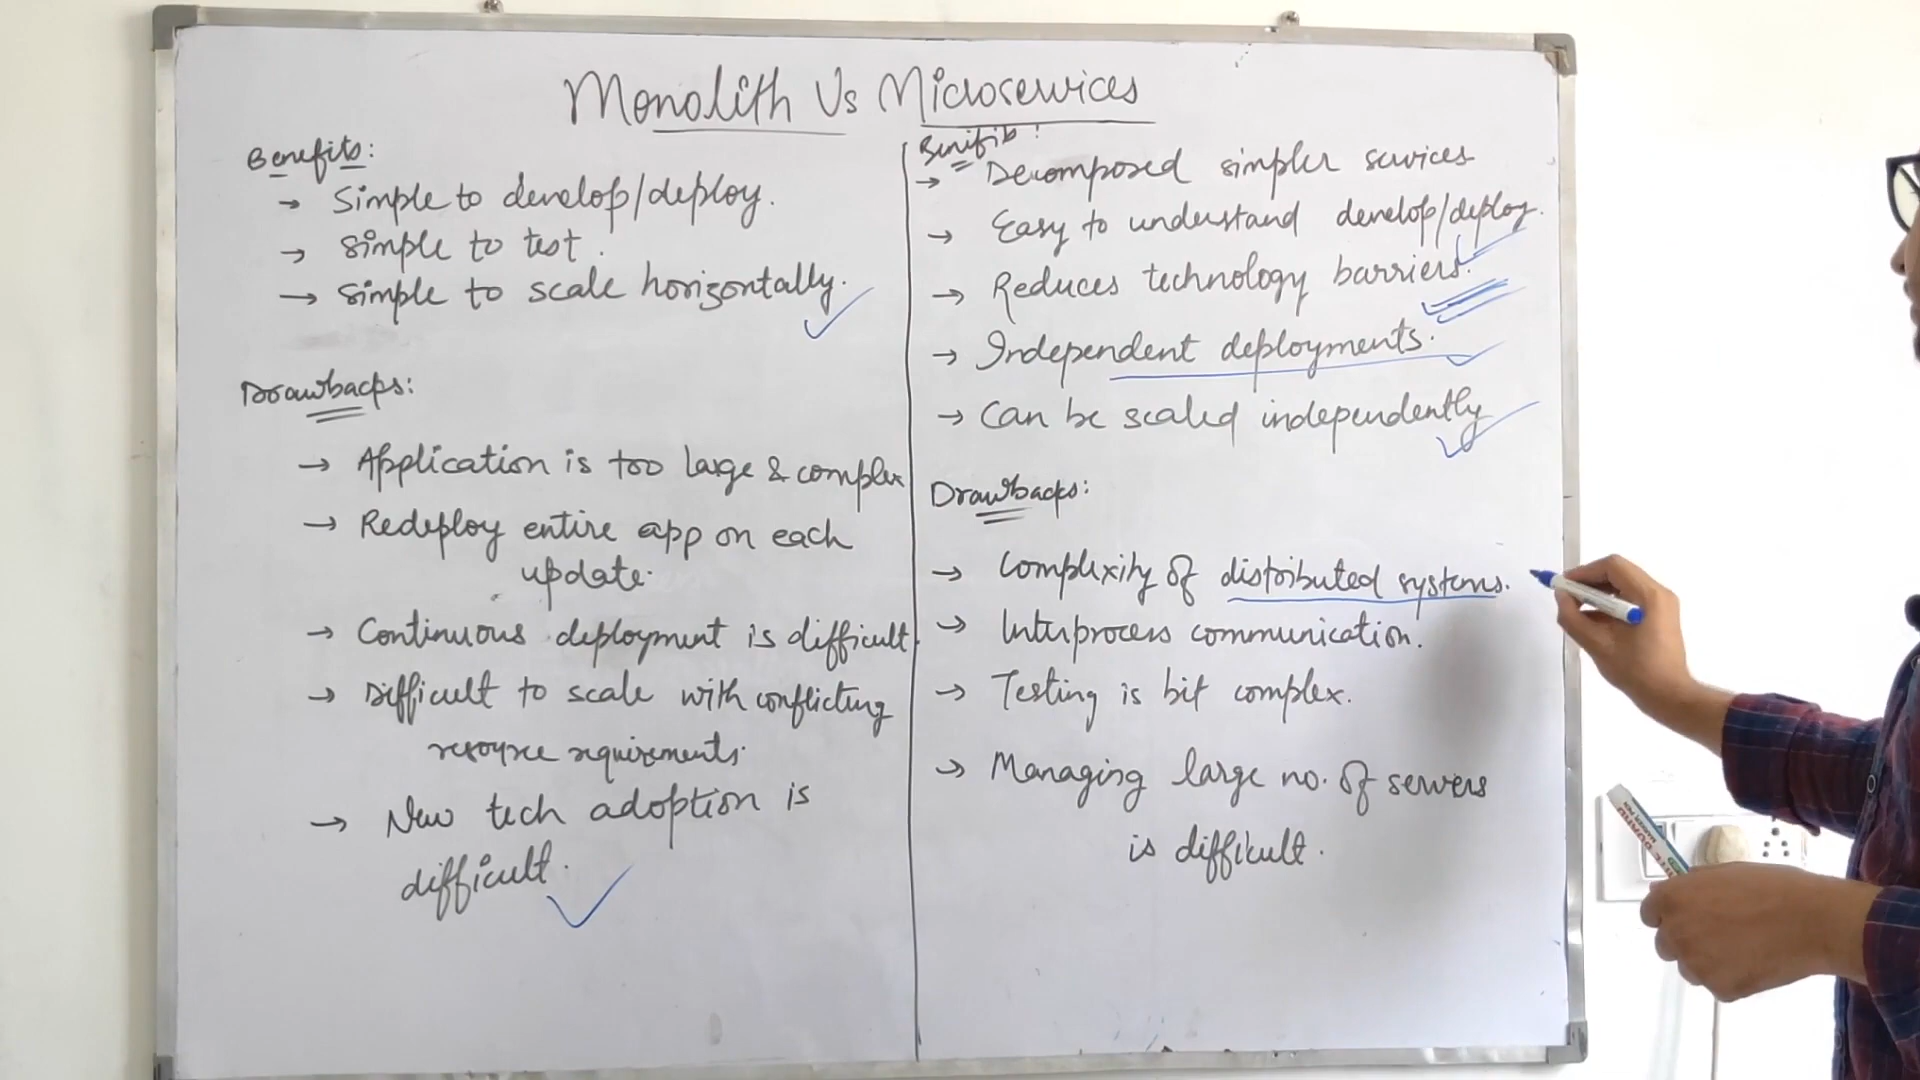 Monolith Vs Microservices
Benefits:
→ Simple to develop/deploy.
→ Simple to test.
→ Simple to scale horizontally.
Drawbacks:
→ Application is too large & complex
→ Redeploy entire app on each
update.
→ Continuous deployment is difficult.
→ Difficult to scale with conflicting
resource requirements.
→ New tech adoption is
difficult.
Benifits:
→ Decomposed simpler services
→ Easy to understand develop/deploy.
→ Reduces technology barriers.
→ Independent deployments.
→ Can be scaled independently
Drawbacks:
→ Complexity of distributed systems.
→ Interprocess communication.
→ Testing is bit complex.
→ Managing large no. of servers
is difficult.